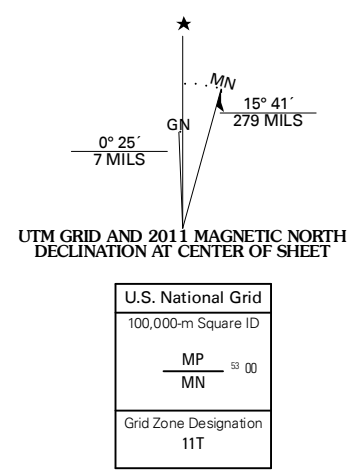 ★
MN
GN
15° 41´
279 MILS
0° 25´
7 MILS
UTM GRID AND 2011 MAGNETIC NORTH
DECLINATION AT CENTER OF SHEET
U.S. National Grid
100,000-m Square ID
MP
53 00
MN
Grid Zone Designation
11T